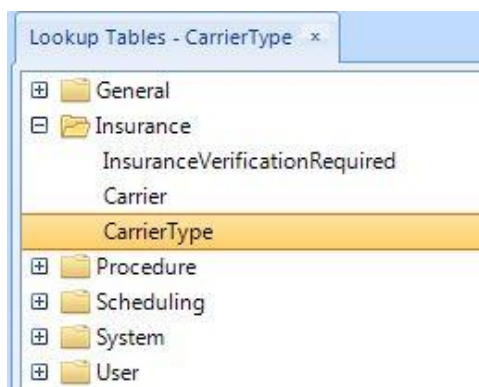 Lookup Tables - CarrierType ×
General
Insurance
InsuranceVerificationRequired
Carrier
CarrierType
Procedure
Scheduling
System
User